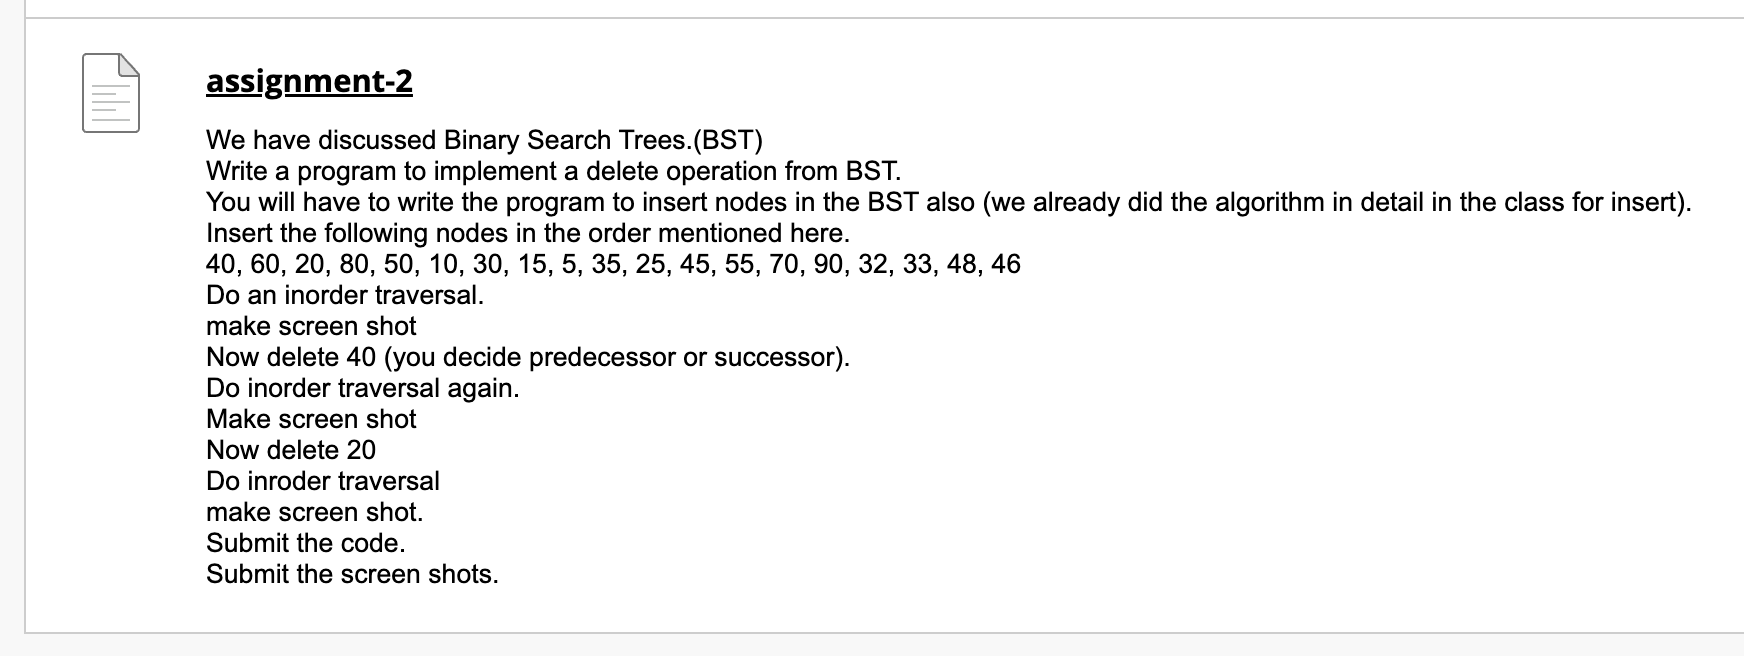 assignment-2
We have discussed Binary Search Trees.(BST)
Write a program to implement a delete operation from BST.
You will have to write the program to insert nodes in the BST also (we already did the algorithm in detail in the class for insert).
Insert the following nodes in the order mentioned here.
40, 60, 20, 80, 50, 10, 30, 15, 5, 35, 25, 45, 55, 70, 90, 32, 33, 48, 46
Do an inorder traversal.
make screen shot
Now delete 40 (you decide predecessor or successor).
Do inorder traversal again.
Make screen shot
Now delete 20
Do inroder traversal
make screen shot.
Submit the code.
Submit the screen shots.